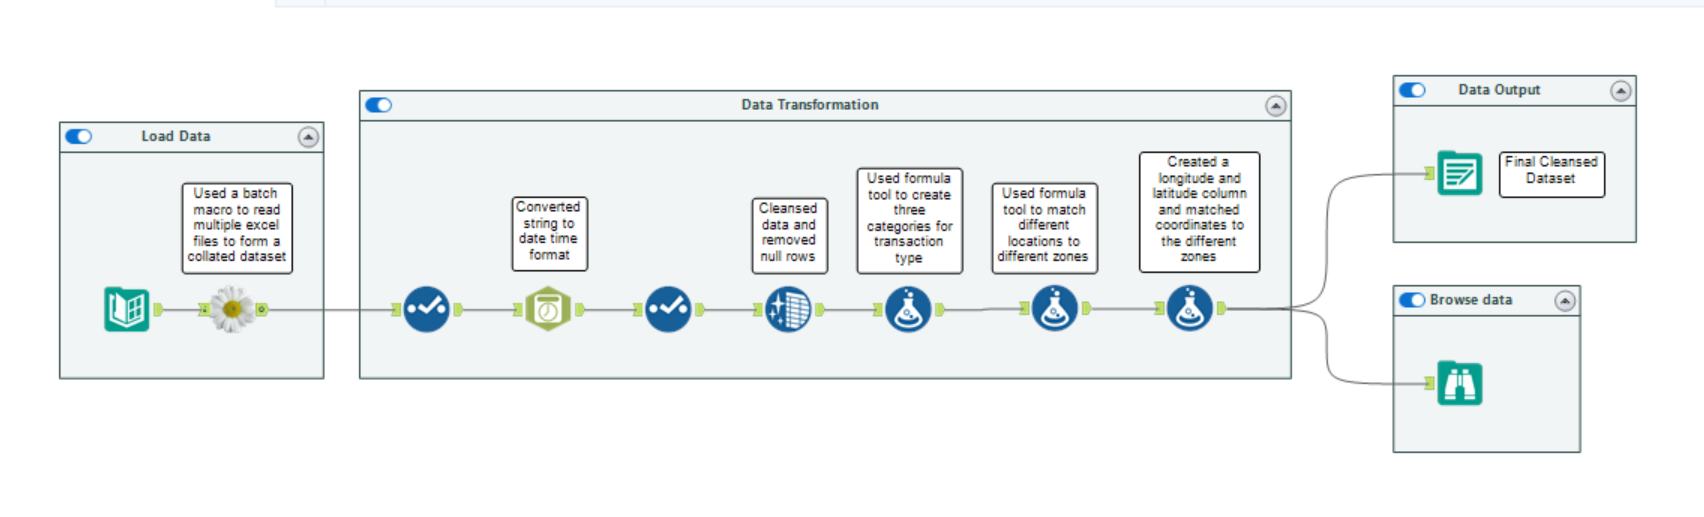 Load Data
Used a batch
macro to read
multiple excel
files to form a
collated dataset
Data Transformation
Converted
string to
date time
format
Cleansed
data and
removed
null rows
Used formula
tool to create
three
categories for
transaction
type
Used formula
tool to match
different
locations to
different zones
Created a
longitude and
latitude column
and matched
coordinates to
the different
zones
Data Output
Final Cleansed
Dataset
Browse data